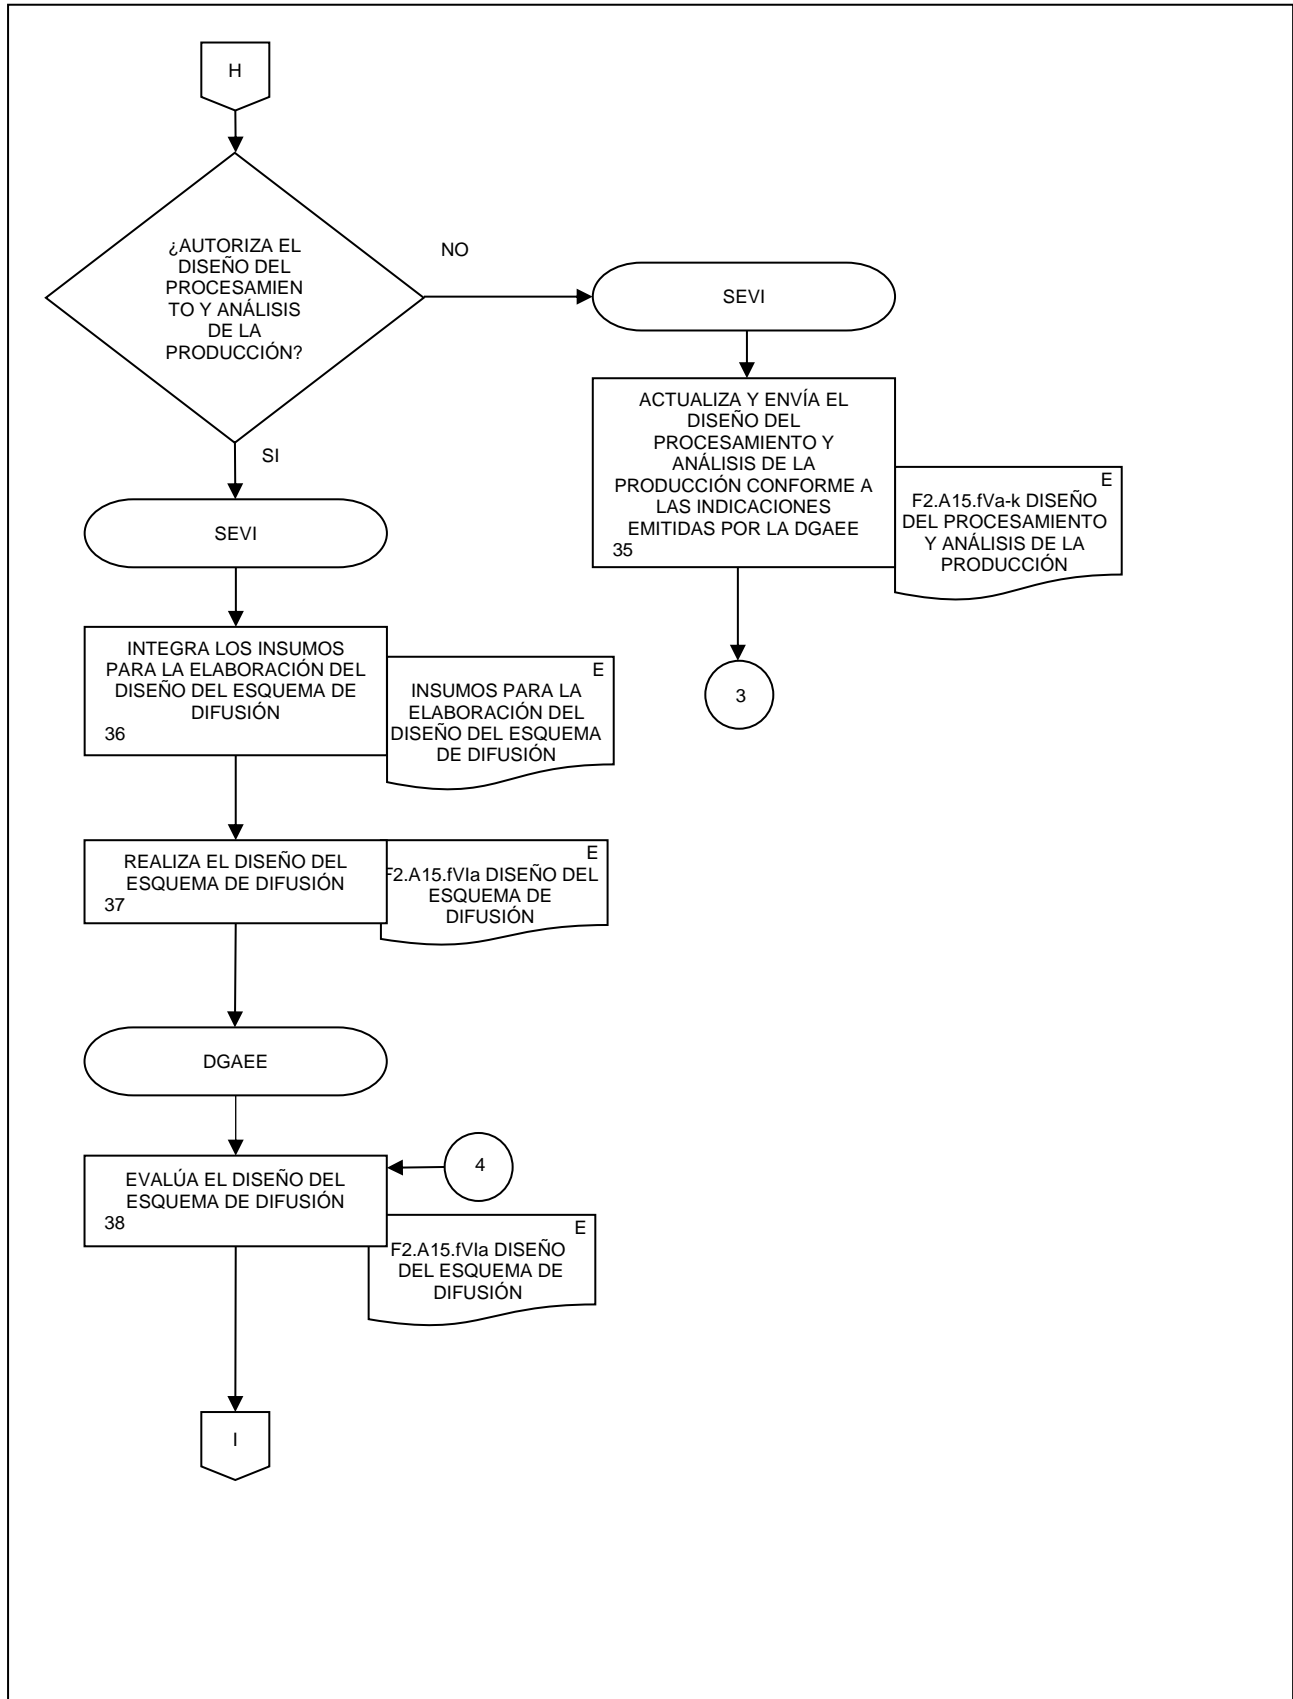 H
¿AUTORIZA EL
DISEÑO DEL
PROCESAMIEN
TO Y ANÁLISIS
DE LA
PRODUCCIÓN?
NO
SEVI
ACTUALIZA Y ENVÍA EL
DISEÑO DEL
PROCESAMIENTO Y
ANÁLISIS DE LA
PRODUCCIÓN CONFORME A
LAS INDICACIONES
EMITIDAS POR LA DGAEE
35
E
F2.A15.fVa-k DISEÑO
DEL PROCESAMIENTO
Y ANÁLISIS DE LA
PRODUCCIÓN
3
SI
SEVI
INTEGRA LOS INSUMOS
PARA LA ELABORACIÓN DEL
DISEÑO DEL ESQUEMA DE
DIFUSIÓN
36
E
INSUMOS PARA LA
ELABORACIÓN DEL
DISEÑO DEL ESQUEMA
DE DIFUSIÓN
REALIZA EL DISEÑO DEL
ESQUEMA DE DIFUSIÓN
37
E
F2.A15.fVIa DISEÑO DEL
ESQUEMA DE
DIFUSIÓN
DGAEE
4
EVALÚA EL DISEÑO DEL
ESQUEMA DE DIFUSIÓN
38
E
F2.A15.fVIa DISEÑO
DEL ESQUEMA DE
DIFUSIÓN
I